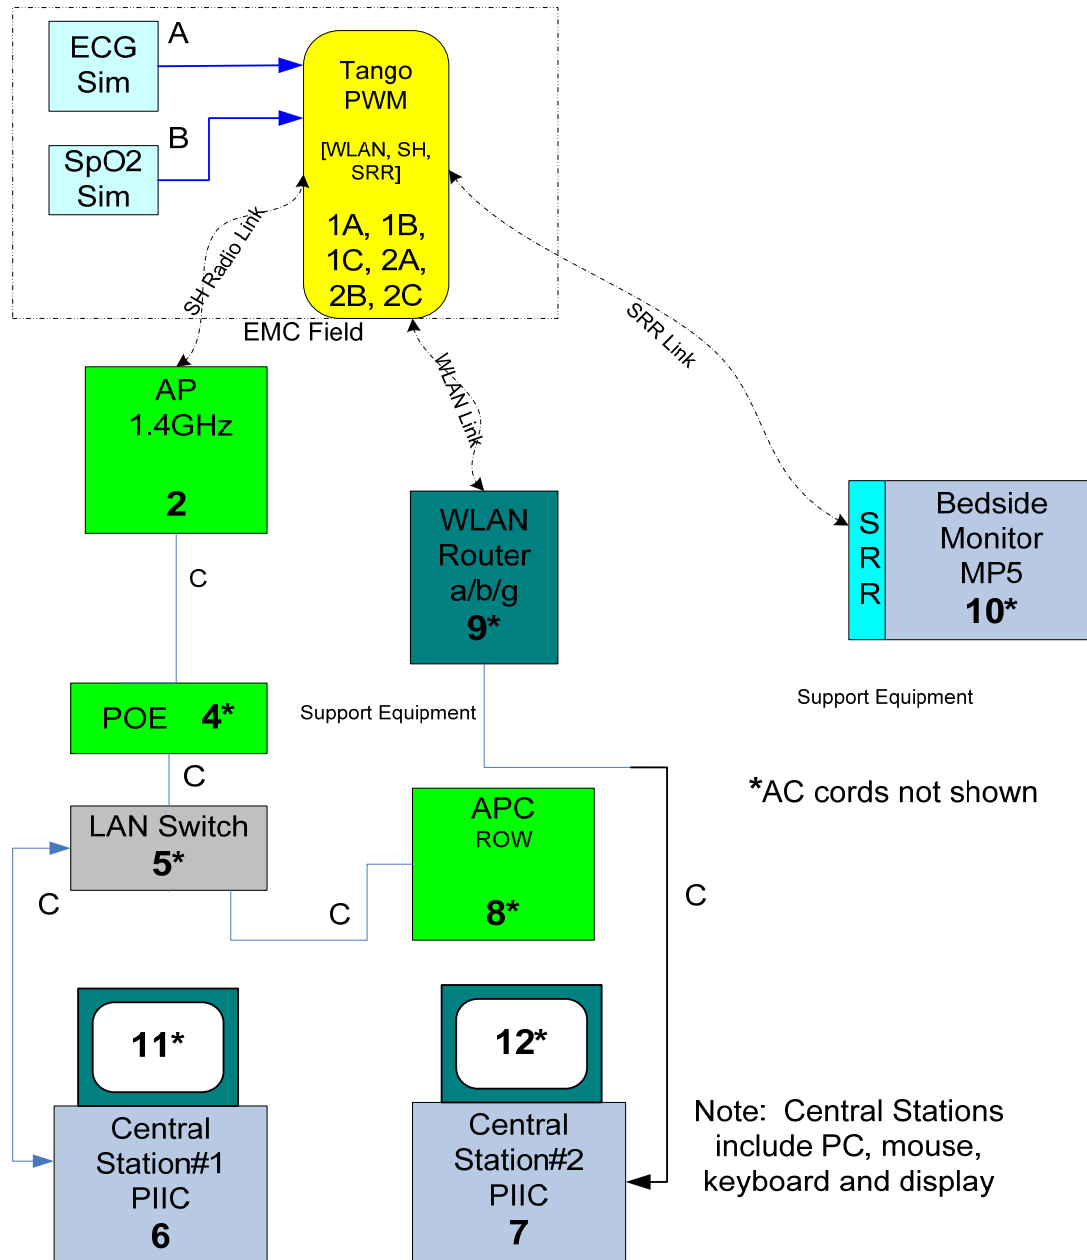 A
ECG
Sim
B
SpO2
Sim
Tango
PWM
[WLAN, SH,
SRR]
1A, 1B,
1C, 2A,
2B, 2C
SH Radio Link
EMC Field
WLAN Link
SRR Link
AP
1.4GHz
2
C
WLAN
Router
a/b/g
9*
S
R
R
Bedside
Monitor
MP5
10*
Support Equipment
Support Equipment
POE 4*
C
*AC cords not shown
LAN Switch
5*
C
APC
ROW
8*
C
C
11*
Central
Station#1
PIIC
6
12*
Central
Station#2
PIIC
7
Note: Central Stations
include PC, mouse,
keyboard and display